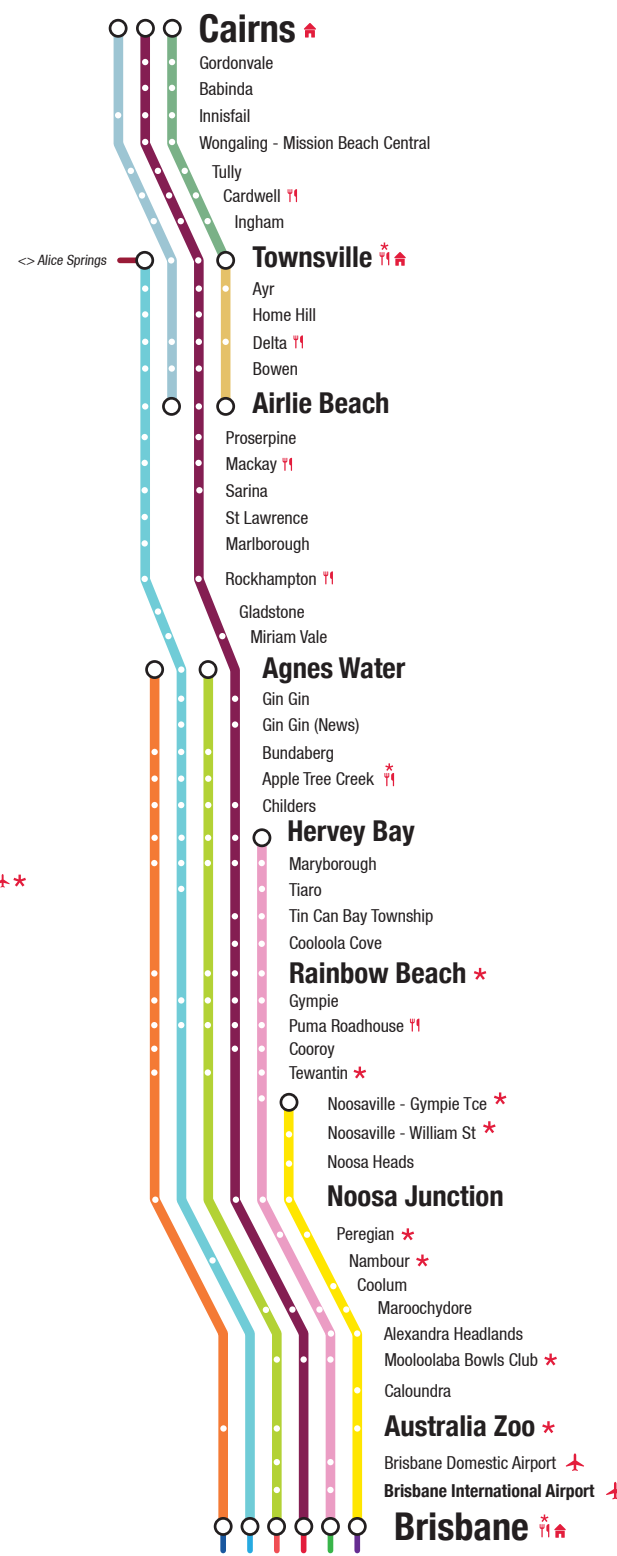 Cairns
Gordonvale
Babinda
Innisfail
Wongaling - Mission Beach Central
Tully
Cardwell
Ingham
<> Alice Springs
Townsville *
Ayr
Home Hill
Delta
Bowen
Airlie Beach
Proserpine
Mackay
Sarina
St Lawrence
Marlborough
Rockhampton
Gladstone
Miriam Vale
Agnes Water
Gin Gin
Gin Gin (News)
Bundaberg
Apple Tree Creek *
Childers
Hervey Bay
Maryborough
*
Tiaro
Tin Can Bay Township
Cooloola Cove
Rainbow Beach *
Gympie
Puma Roadhouse
Cooroy
Tewantin *
Noosaville - Gympie Tce *
Noosaville - William St *
Noosa Heads
Noosa Junction
Peregian *
Nambour *
Coolum
Maroochydore
Alexandra Headlands
Mooloolaba Bowls Club *
Caloundra
Australia Zoo *
Brisbane Domestic Airport
Brisbane International Airport
Brisbane *